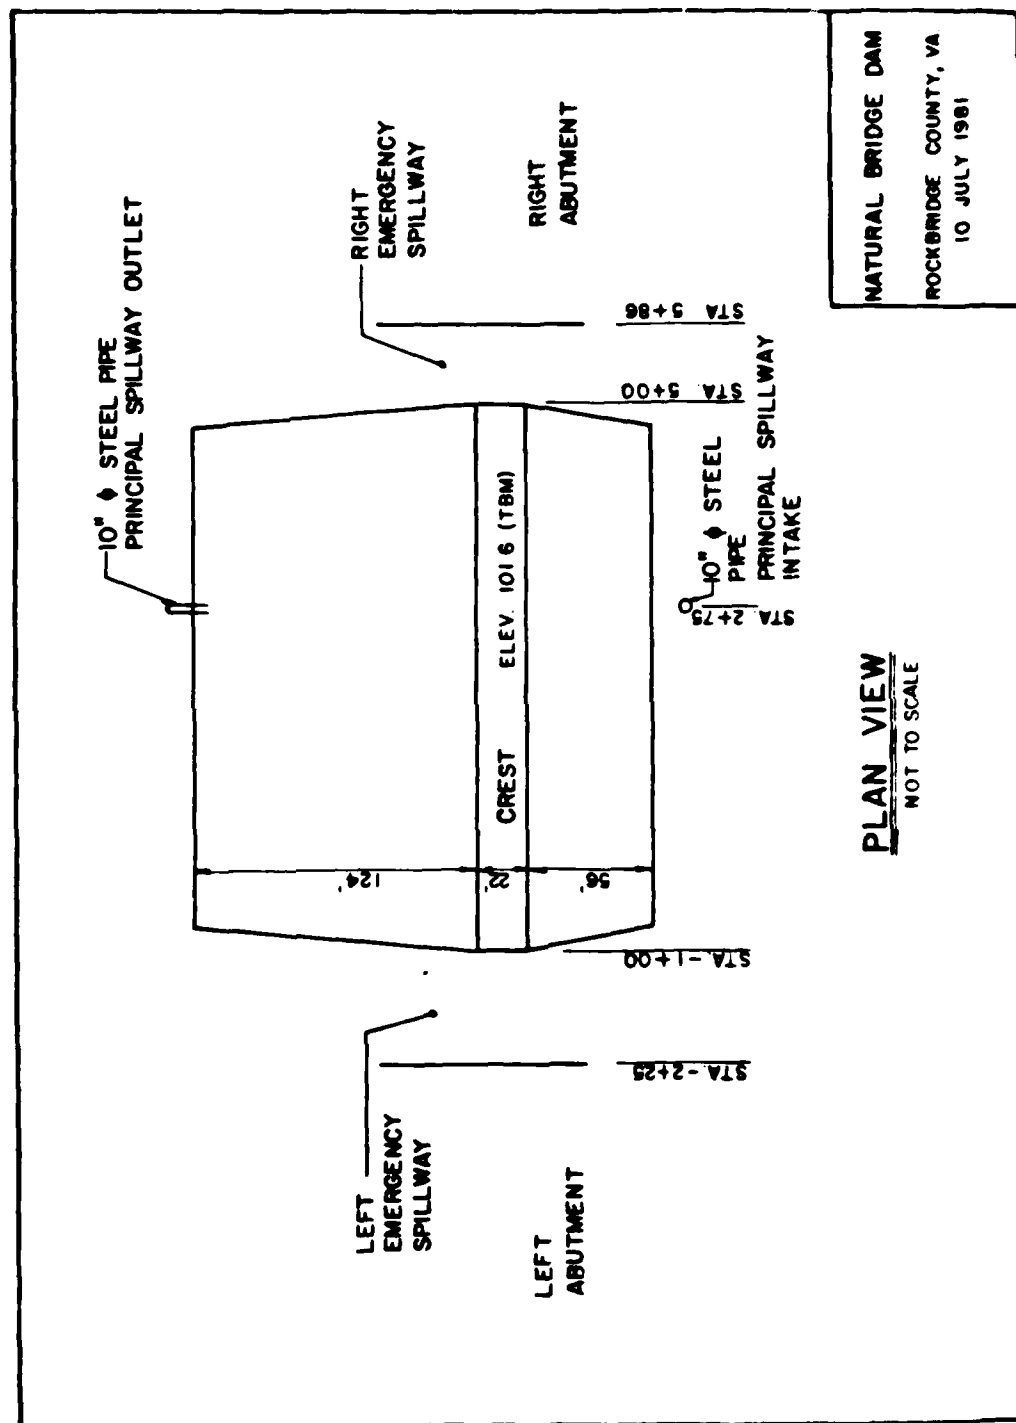 10" ϕ STEEL PIPE
PRINCIPAL SPILLWAY OUTLET
LEFT
EMERGENCY
SPILLWAY
RIGHT
EMERGENCY
SPILLWAY
LEFT
ABUTMENT
RIGHT
ABUTMENT
124'
22'
56'
CREST ELEV. 1016 (TBM)
STA -2+25
STA -1+00
STA 2+75
STA 5+00
STA 5+86
10" ϕ STEEL
PIPE
PRINCIPAL SPILLWAY
INTAKE
PLAN VIEW
NOT TO SCALE
NATURAL BRIDGE DAM
ROCKBRIDGE COUNTY, VA
10 JULY 1981